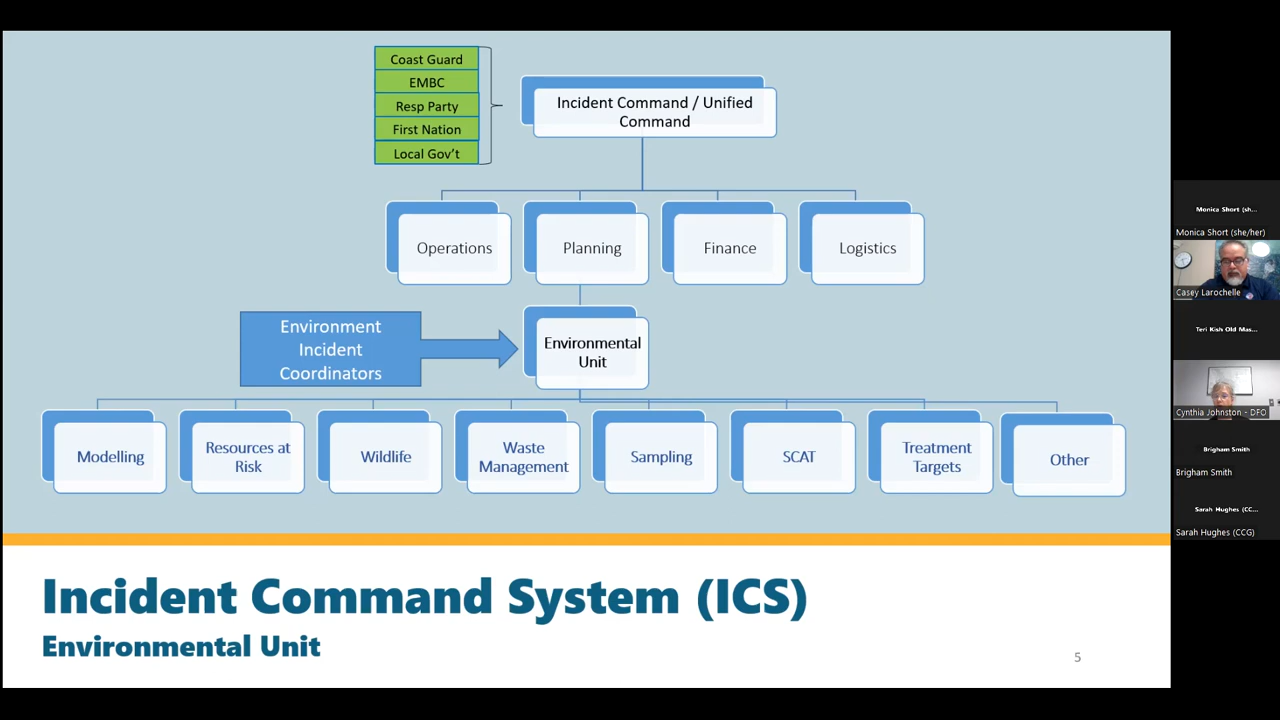 Coast Guard
EMBC
Resp Party
First Nation
Local Gov't
Incident Command / Unified
Command
Operations
Planning
Finance
Logistics
Environment
Incident
Coordinators
Environmental
Unit
Modelling
Resources at
Risk
Wildlife
Waste
Management
Sampling
SCAT
Treatment
Targets
Other
Incident Command System (ICS)
Environmental Unit
5
Monica Short (sh...
Monica Short (she/her)
Casey Larochelle
Teri Kish Old Mas...
Cynthia Johnston - DFO
Brigham Smith
Brigham Smith
Sarah Hughes (CC...
Sarah Hughes (CCG)